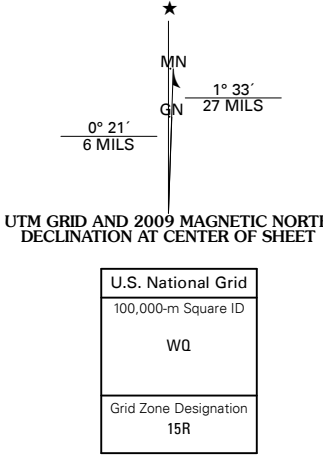 MN
GN
1° 33´
27 MILS
0° 21´
6 MILS
UTM GRID AND 2009 MAGNETIC NORTH
DECLINATION AT CENTER OF SHEET
U.S. National Grid
100,000-m Square ID
WQ
Grid Zone Designation
15R